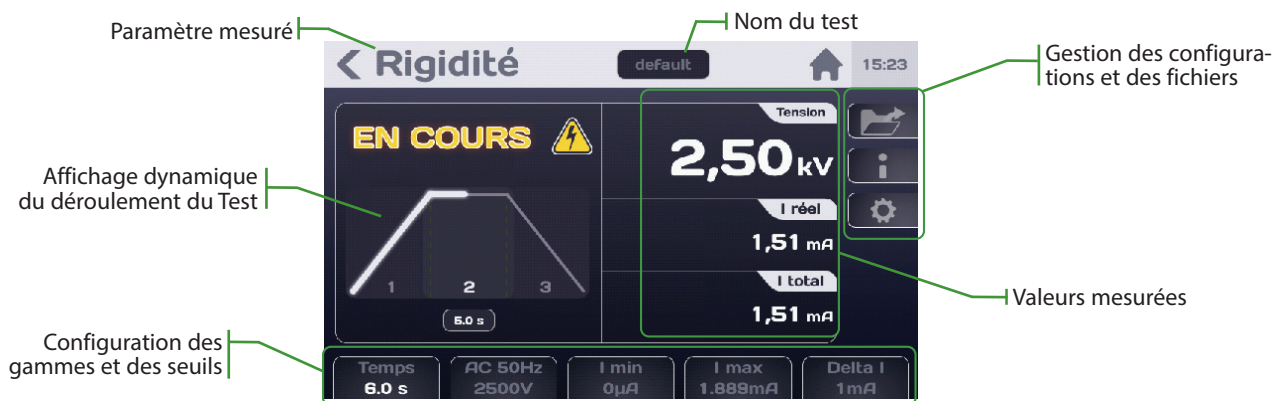 Paramètre mesuré
Nom du test
Gestion des configura-
tions et des fichiers
Rigidité
default
15:23
EN COURS
Tension
2,50 kV
Affichage dynamique
du déroulement du Test
I réel
1,51 mA
1
2
3
I total
1,51 mA
5.0 s
Valeurs mesurées
Configuration des
gammes et des seuils
Temps
6.0 s
AC 50Hz
2500V
I min
0µA
I max
1.889mA
Delta I
1mA